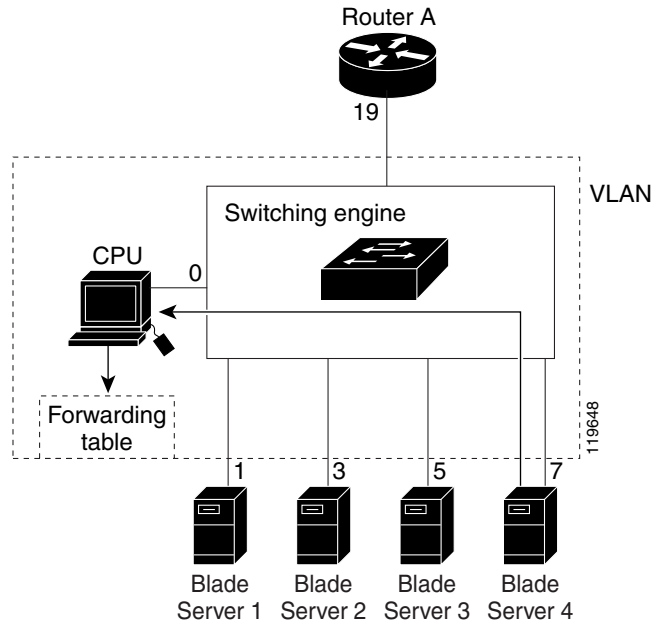 Router A
19
VLAN
Switching engine
CPU
0
Forwarding
table
119648
1
3
5
7
Blade
Server 1
Blade
Server 2
Blade
Server 3
Blade
Server 4